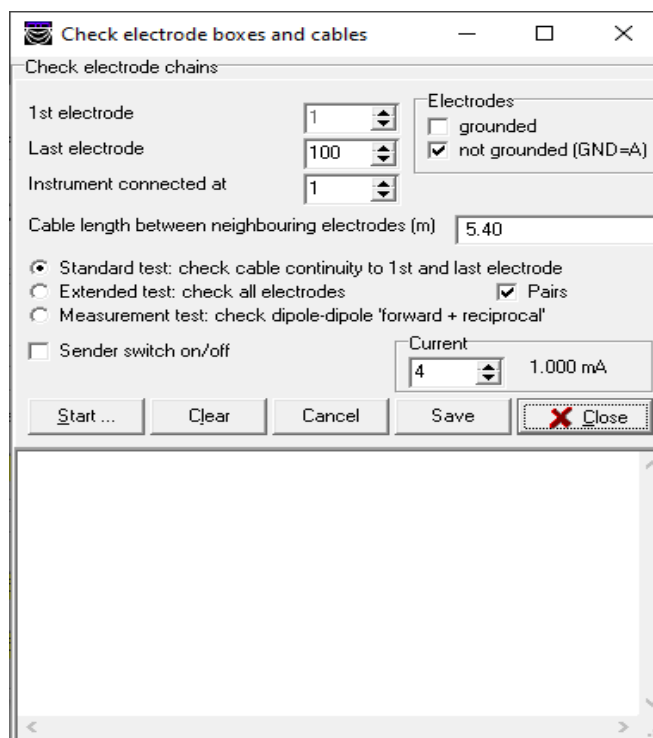 Check electrode boxes and cables
Check electrode chains
1st electrode 1
Last electrode 100
Instrument connected at 1
Electrodes
grounded
not grounded (GND=A)
Cable length between neighbouring electrodes (m) 5.40
Standard test: check cable continuity to 1st and last electrode
Extended test: check all electrodes Pairs
Measurement test: check dipole-dipole 'forward + reciprocal'
Sender switch on/off
Current
4 1.000 mA
Start ... Clear Cancel Save Close